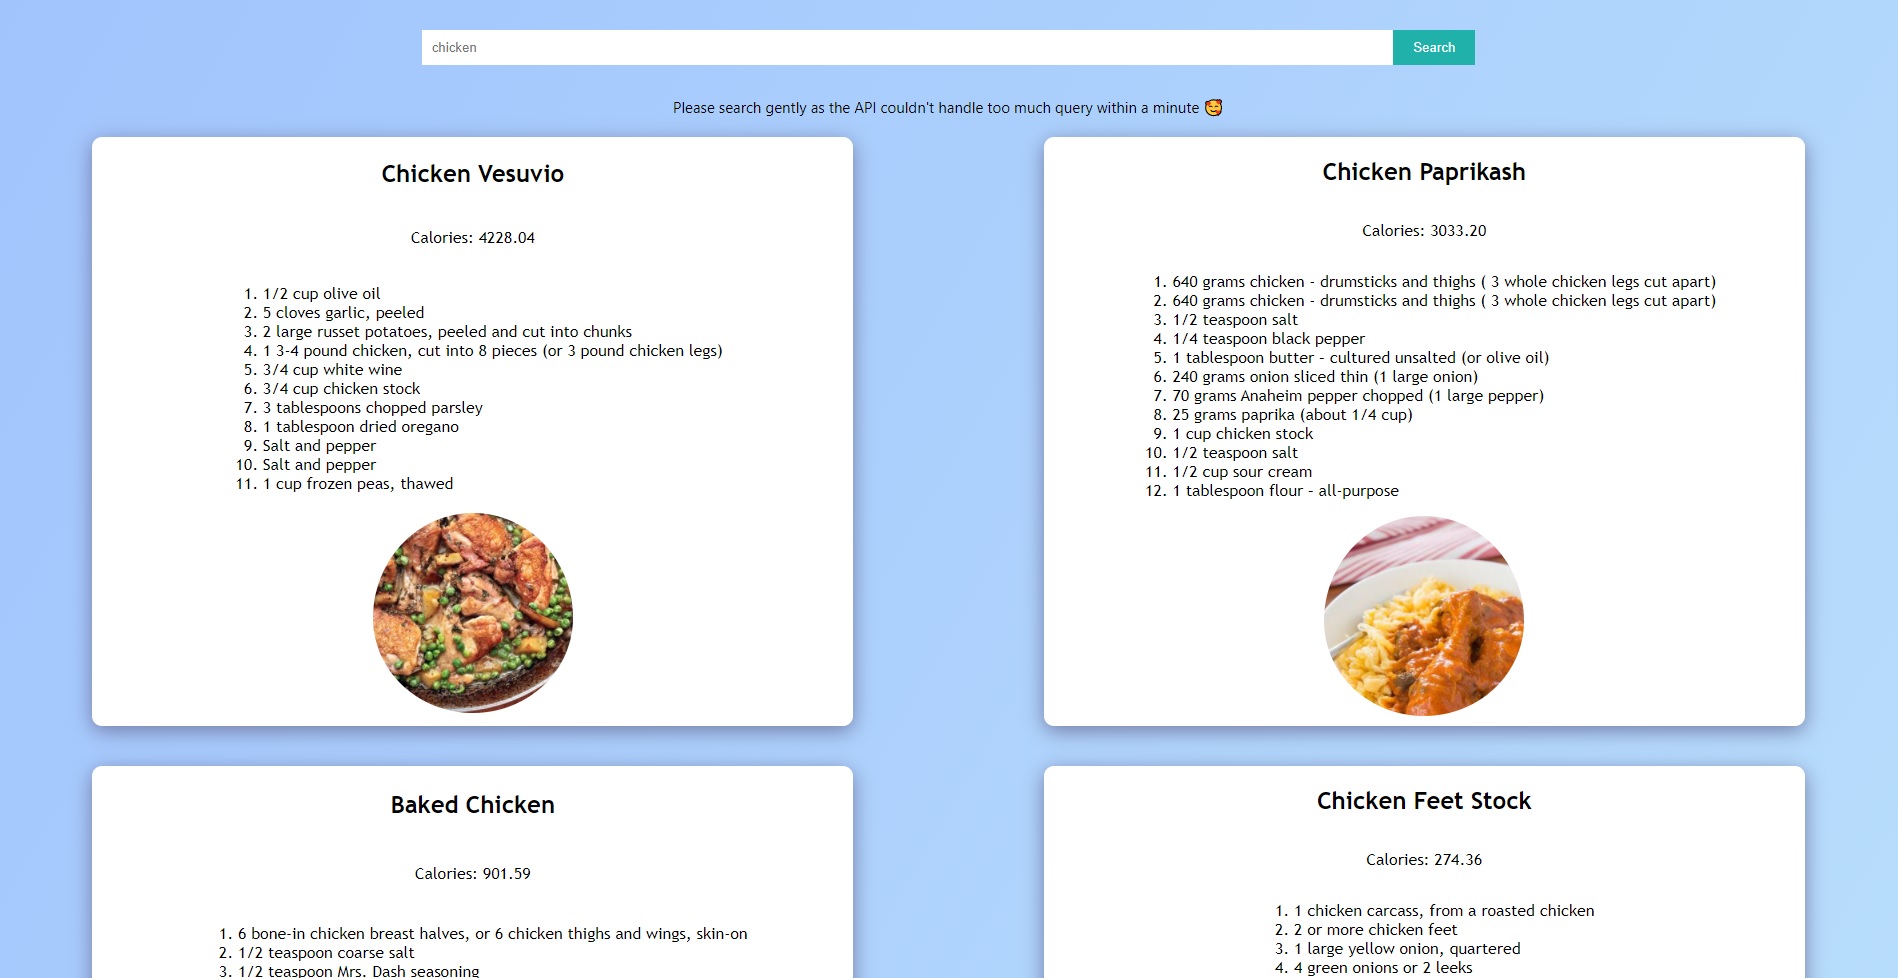 chicken
Search
Please search gently as the API couldn't handle too much query within a minute 🥰
Chicken Vesuvio
Calories: 4228.04
1. 1/2 cup olive oil
2. 5 cloves garlic, peeled
3. 2 large russet potatoes, peeled and cut into chunks
4. 1 3-4 pound chicken, cut into 8 pieces (or 3 pound chicken legs)
5. 3/4 cup white wine
6. 3/4 cup chicken stock
7. 3 tablespoons chopped parsley
8. 1 tablespoon dried oregano
9. Salt and pepper
10. Salt and pepper
11. 1 cup frozen peas, thawed
Chicken Paprikash
Calories: 3033.20
1. 640 grams chicken - drumsticks and thighs ( 3 whole chicken legs cut apart)
2. 640 grams chicken - drumsticks and thighs ( 3 whole chicken legs cut apart)
3. 1/2 teaspoon salt
4. 1/4 teaspoon black pepper
5. 1 tablespoon butter - cultured unsalted (or olive oil)
6. 240 grams onion sliced thin (1 large onion)
7. 70 grams Anaheim pepper chopped (1 large pepper)
8. 25 grams paprika (about 1/4 cup)
9. 1 cup chicken stock
10. 1/2 teaspoon salt
11. 1/2 cup sour cream
12. 1 tablespoon flour - all-purpose
Baked Chicken
Calories: 901.59
1. 6 bone-in chicken breast halves, or 6 chicken thighs and wings, skin-on
2. 1/2 teaspoon coarse salt
3. 1/2 teaspoon Mrs. Dash seasoning
Chicken Feet Stock
Calories: 274.36
1. 1 chicken carcass, from a roasted chicken
2. 2 or more chicken feet
3. 1 large yellow onion, quartered
4. 4 green onions or 2 leeks